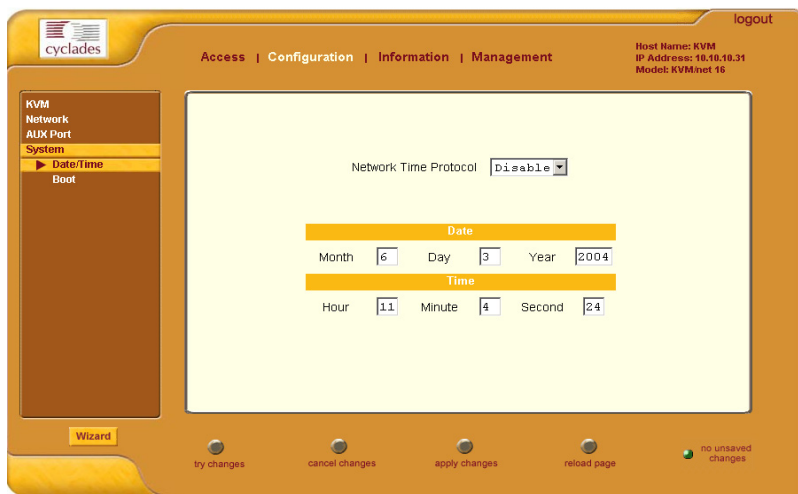 logout
cyclades
Access | Configuration | Information | Management
Host Name: KVM
IP Address: 10.10.10.31
Model: KVM/net 16
KVM
Network
AUX Port
System
Date/Time
Boot
Network Time Protocol Disable
Date
Month 6 Day 3 Year 2004
Time
Hour 11 Minute 4 Second 24
Wizard
try changes
cancel changes
apply changes
reload page
no unsaved
changes